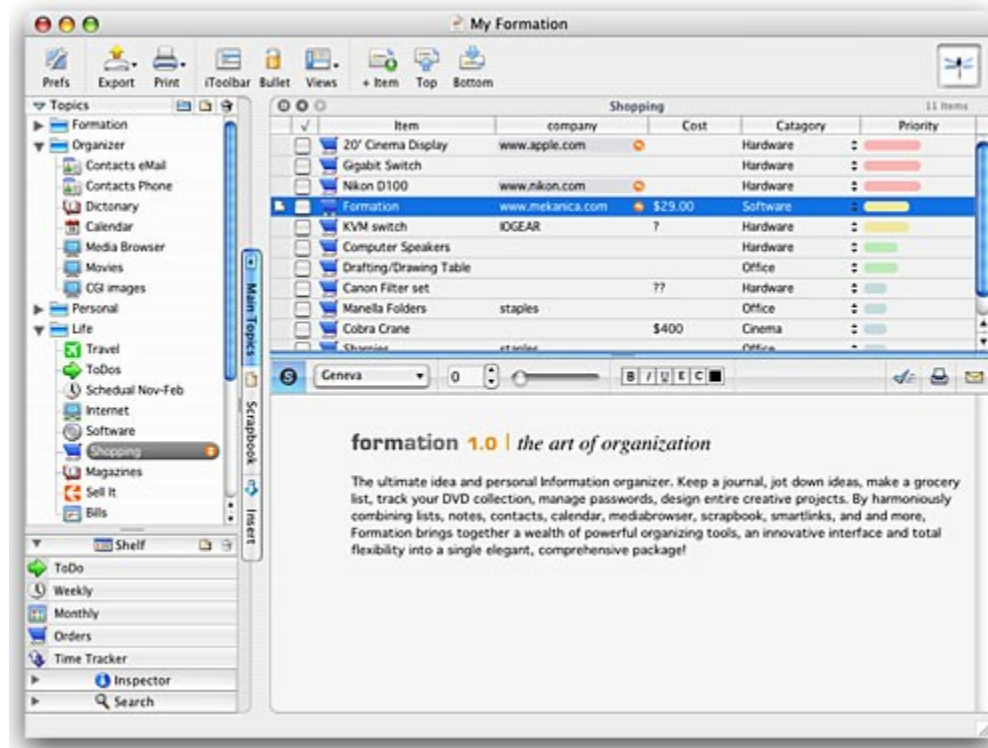 My Formation
Prefs Export Print iToolbar Bullet Views + Item Top Bottom
Topics
Formation
Organizer
Contacts eMail
Contacts Phone
Dictonary
Calendar
Media Browser
Movies
CGI images
Personal
Life
Travel
ToDos
Schedual Nov-Feb
Internet
Software
Shopping
Magazines
Sell It
Bills
Shelf
ToDo
Weekly
Monthly
Orders
Time Tracker
Inspector
Search
Main Topics
Scrapbook
Insert
Shopping 11 Items
√ Item company Cost Catagory Priority
20' Cinema Display www.apple.com Hardware
Gigabit Switch Hardware
Nikon D100 www.nikon.com Hardware
Formation www.mekanica.com $29.00 Software
KVM switch IOGEAR ? Hardware
Computer Speakers Hardware
Drafting/Drawing Table Office
Canon Filter set ?? Hardware
Manella Folders staples Office
Cobra Crane $400 Cinema
Sharpies staples Office
S Geneva 0 B I U E C
formation 1.0 | the art of organization
The ultimate idea and personal Information organizer. Keep a journal, jot down ideas, make a grocery
list, track your DVD collection, manage passwords, design entire creative projects. By harmoniously
combining lists, notes, contacts, calendar, mediabrowser, scrapbook, smartlinks, and and more,
Formation brings together a wealth of powerful organizing tools, an innovative interface and total
flexibility into a single elegant, comprehensive package!